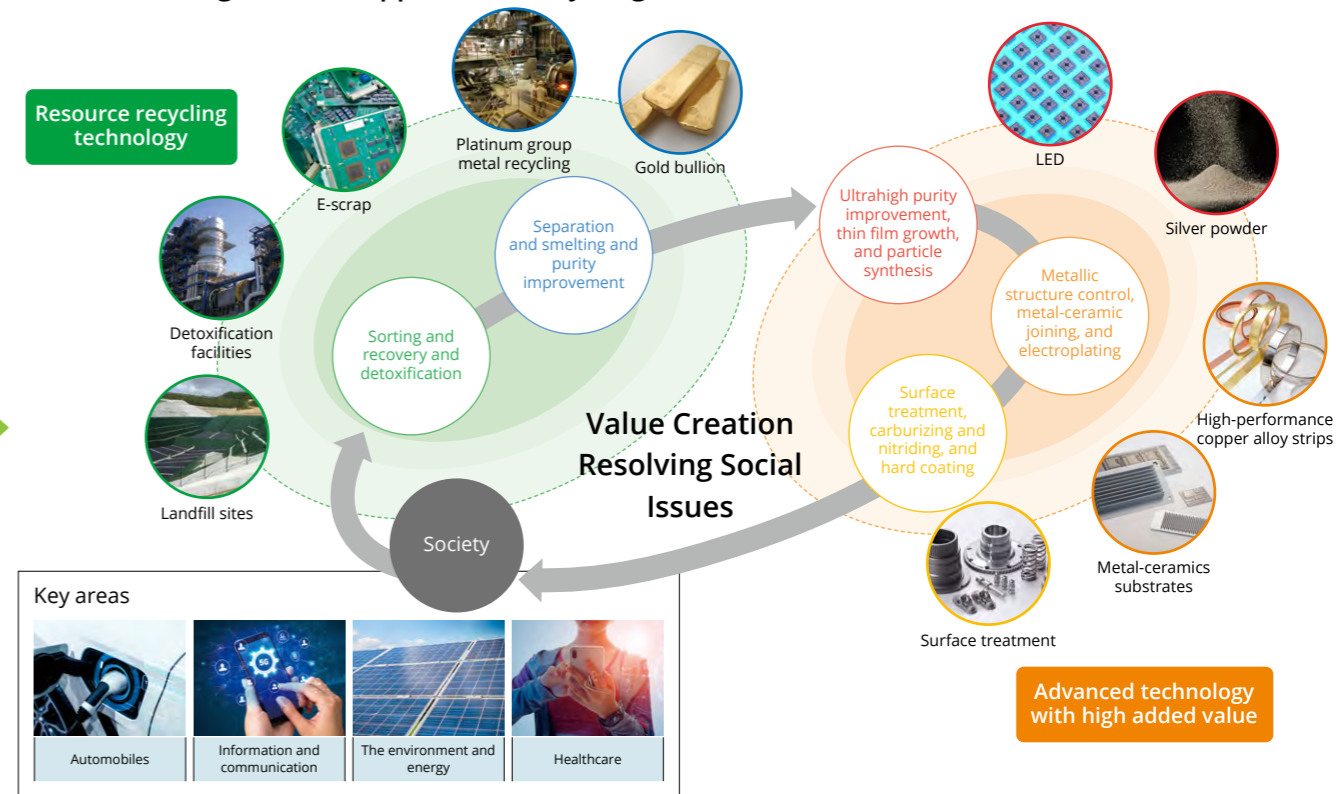 Resource recycling
technology
E-scrap
Platinum group
metal recycling
Gold bullion
Detoxification
facilities
Landfill sites
Separation
and smelting and
purity
improvement
Sorting and
recovery and
detoxification
LED
Silver powder
High-performance
copper alloy strips
Metal-ceramics
substrates
Surface treatment
Ultrahigh purity
improvement,
thin film growth,
and particle
synthesis
Metallic
structure control,
metal-ceramic
joining, and
electroplating
Surface
treatment,
carburizing and
nitriding, and
hard coating
Value Creation
Resolving Social
Issues
Society
Advanced technology
with high added value
Key areas
5G
Automobiles
Information and
communication
The environment and
energy
Healthcare